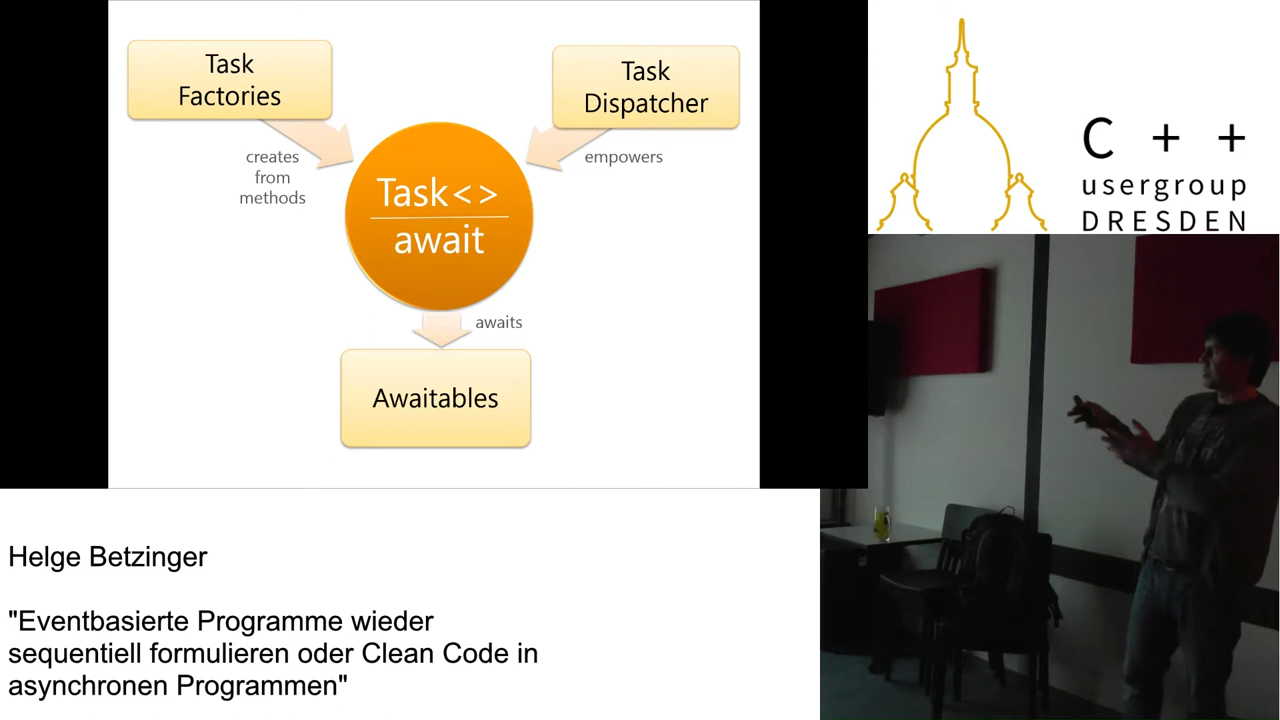 Task
Factories
Task
Dispatcher
creates
from
methods
empowers
Task<>
await
awaits
Awaitables
C + +
usergroup
DRESDEN
Helge Betzinger
"Eventbasierte Programme wieder
sequentiell formulieren oder Clean Code in
asynchronen Programmen"